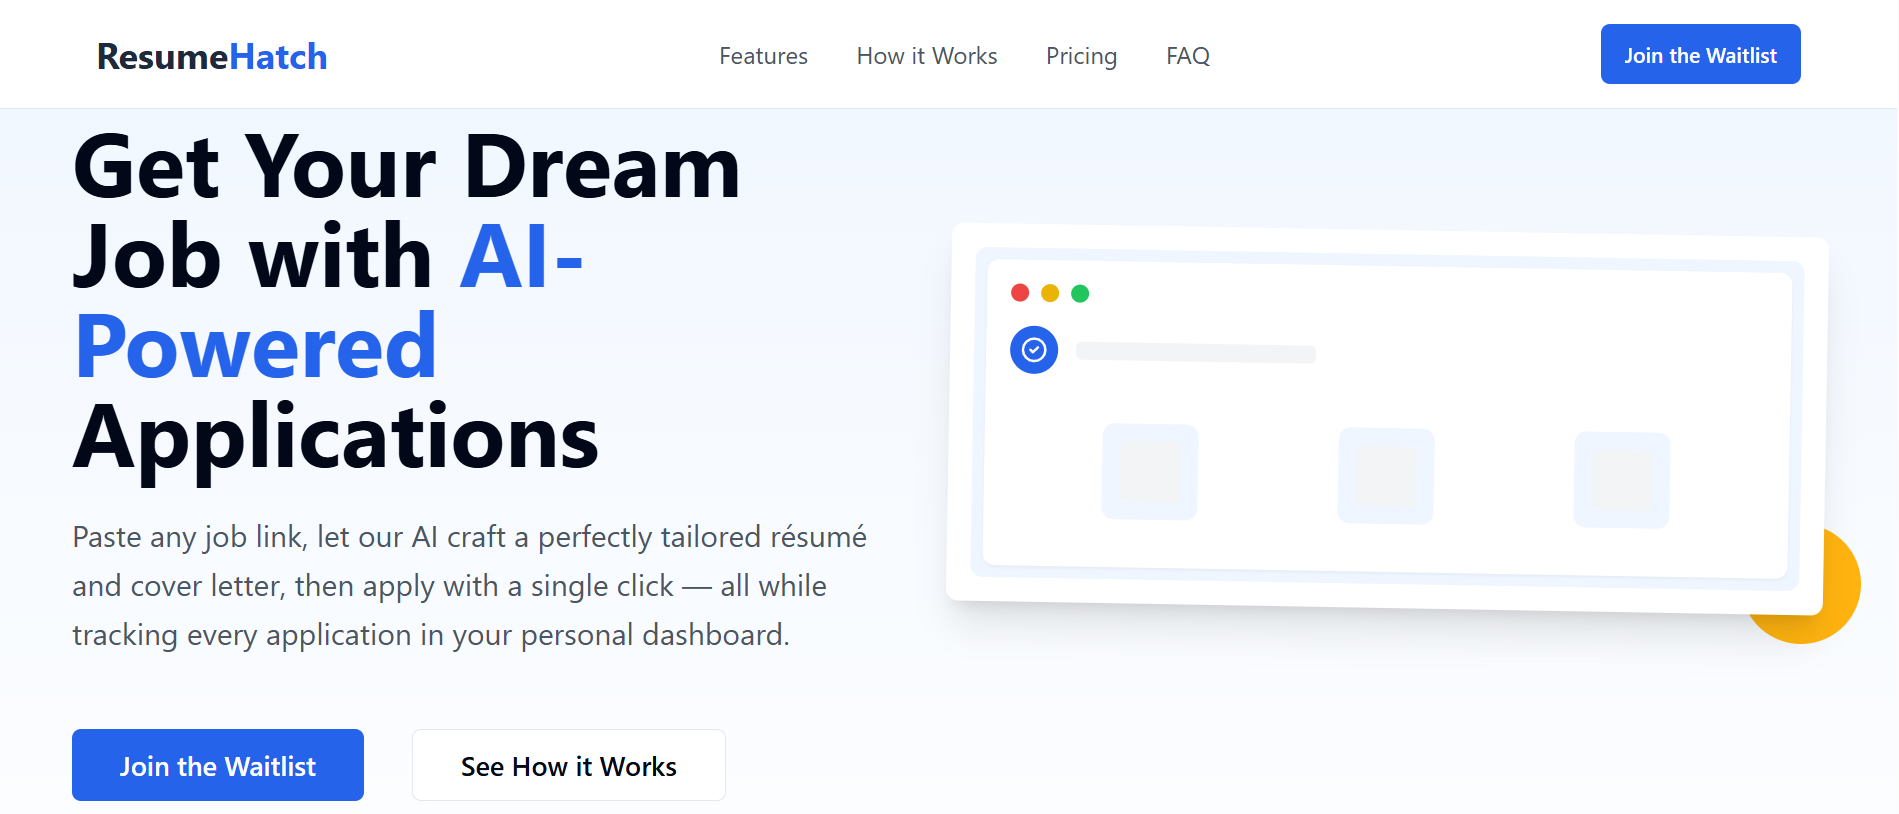 ResumeHatch
Features
How it Works
Pricing
FAQ
Join the Waitlist
Get Your Dream
Job with AI-
Powered
Applications
Paste any job link, let our AI craft a perfectly tailored résumé
and cover letter, then apply with a single click — all while
tracking every application in your personal dashboard.
Join the Waitlist
See How it Works